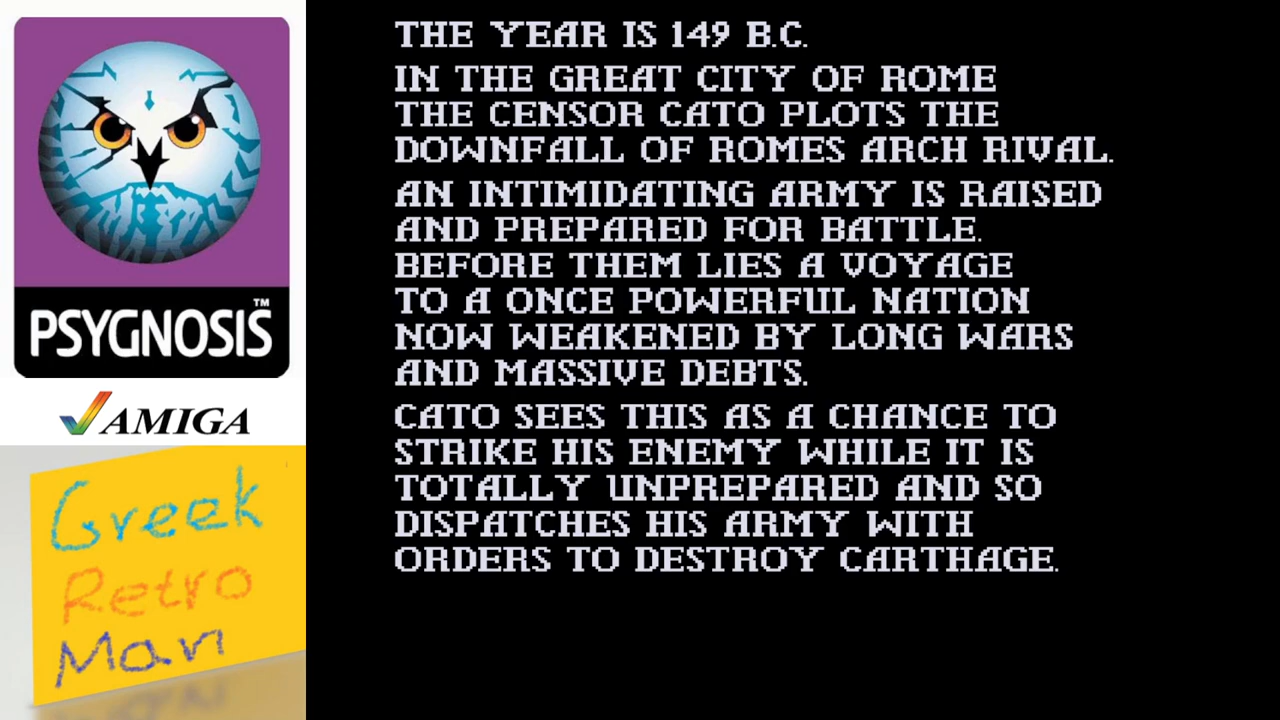 PSYGNOSIS™
AMIGA
Greek
Retro
Man
THE YEAR IS 149 B.C.
IN THE GREAT CITY OF ROME
THE CENSOR CATO PLOTS THE
DOWNFALL OF ROMES ARCH RIVAL.
AN INTIMIDATING ARMY IS RAISED
AND PREPARED FOR BATTLE.
BEFORE THEM LIES A VOYAGE
TO A ONCE POWERFUL NATION
NOW WEAKENED BY LONG WARS
AND MASSIVE DEBTS.
CATO SEES THIS AS A CHANCE TO
STRIKE HIS ENEMY WHILE IT IS
TOTALLY UNPREPARED AND SO
DISPATCHES HIS ARMY WITH
ORDERS TO DESTROY CARTHAGE.